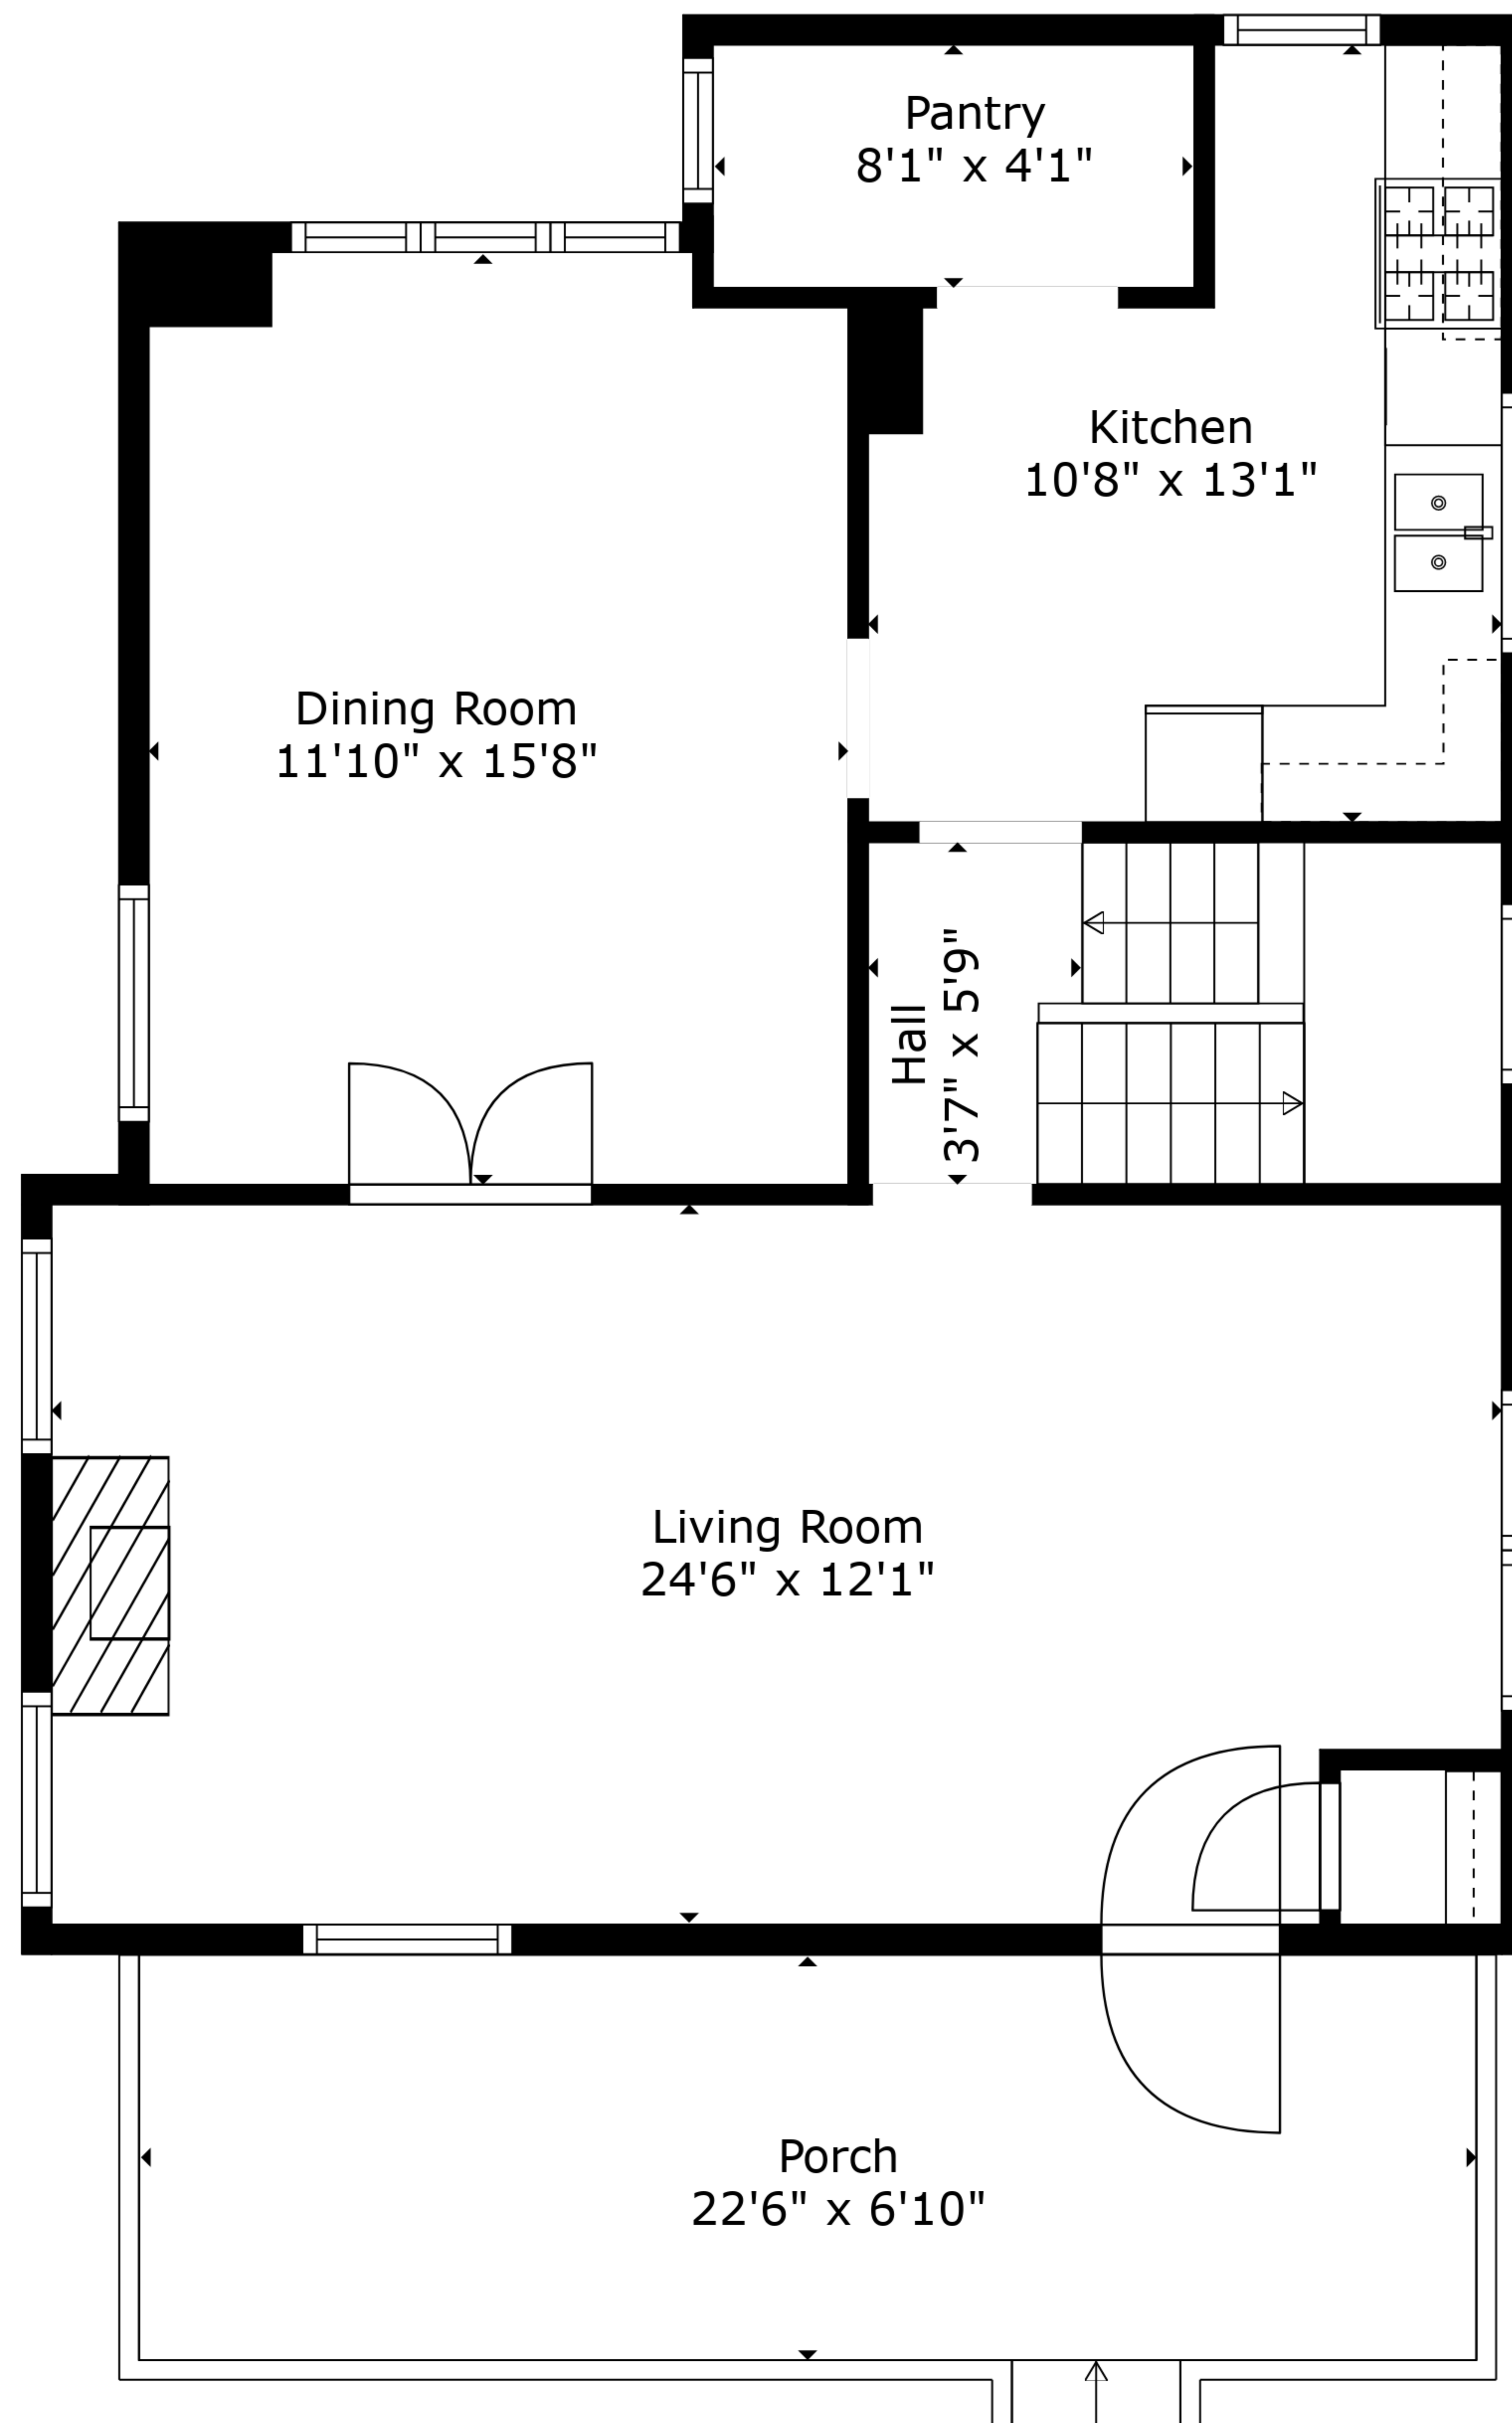 Pantry
8'1" x 4'1"
Kitchen
10'8" x 13'1"
Dining Room
11'10" x 15'8"
Hall
3'7" x 5'9"
Living Room
24'6" x 12'1"
Porch
22'6" x 6'10"